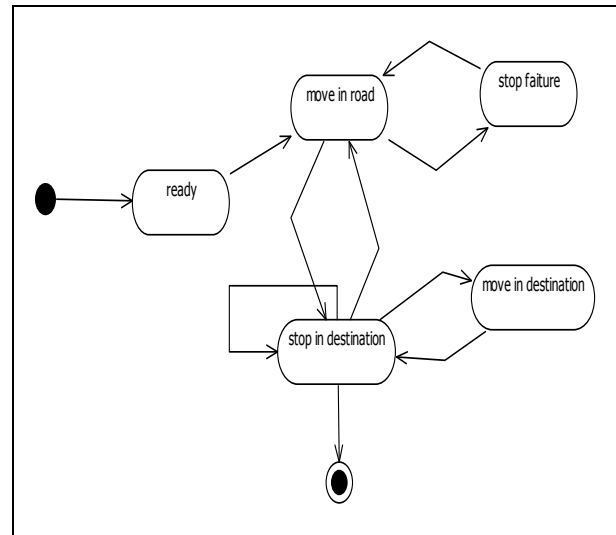 move in road
stop faiture
ready
move in destination
stop in destination